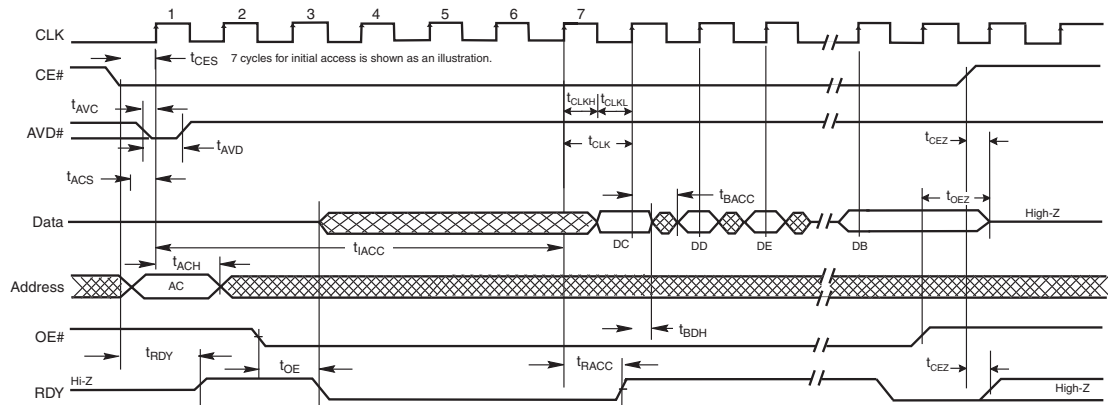 1 2 3 4 5 6 7
CLK
tCES 7 cycles for initial access is shown as an illustration.
CE#
tAVC
tCLKH tCLKL
AVD#
tAVD
tCLK
tCEZ
tACS
tBACC
tOEZ
Data
High-Z
DC DD DE DB
tIACC
tACH
Address
AC
OE#
tBDH
tRDY
tOE
tRACC
tCEZ
Hi-Z
RDY
High-Z